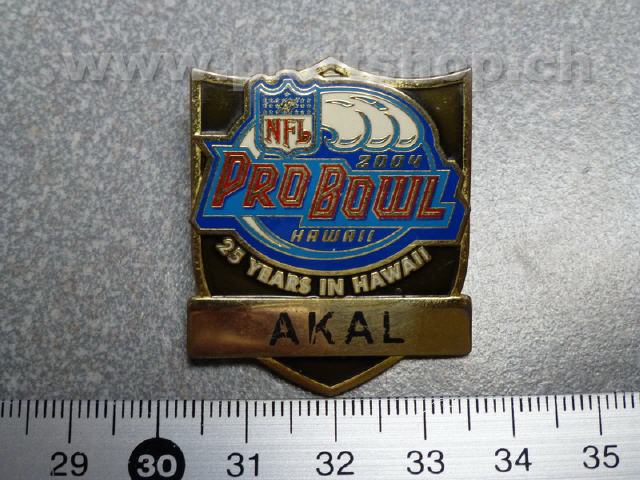 www.pinatshop.ch
NFL
2004
PRO BOWL
HAWAII
25 YEARS IN HAWAII
AKAL
29 30 31 32 33 34 35